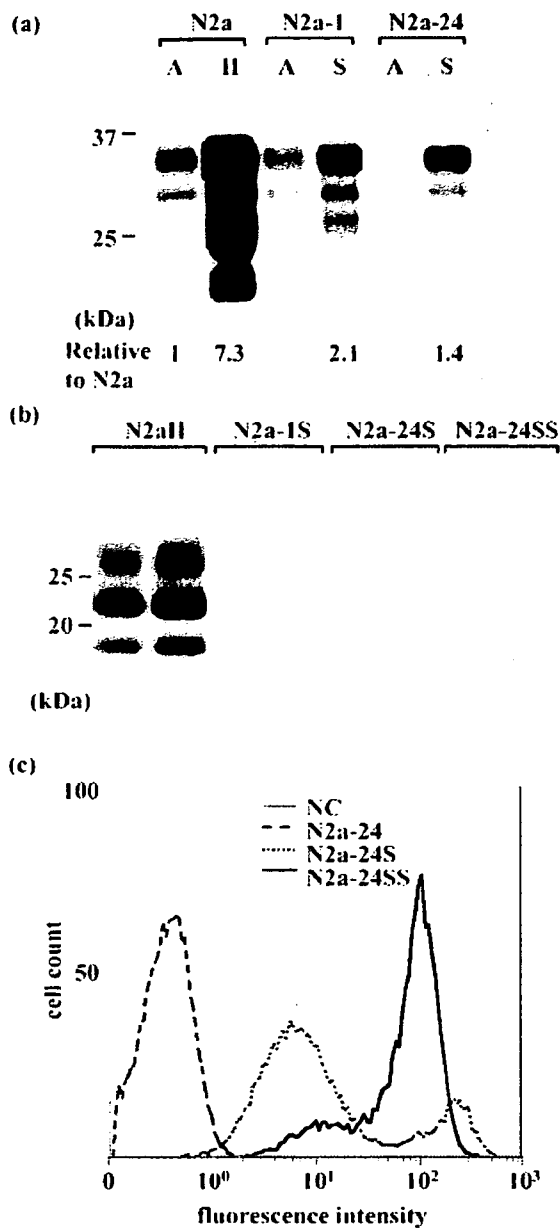 (a)
N2a N2a-1 N2a-24
A H A S A S
37
25
(kDa)
Relative 1 7.3 2.1 1.4
to N2a
(b)
N2aH N2a-1S N2a-24S N2a-24SS
25
20
(kDa)
(c)
100
NC
N2a-24
N2a-24S
N2a-24SS
50
cell count
0 10⁰ 10¹ 10² 10³
fluorescence intensity